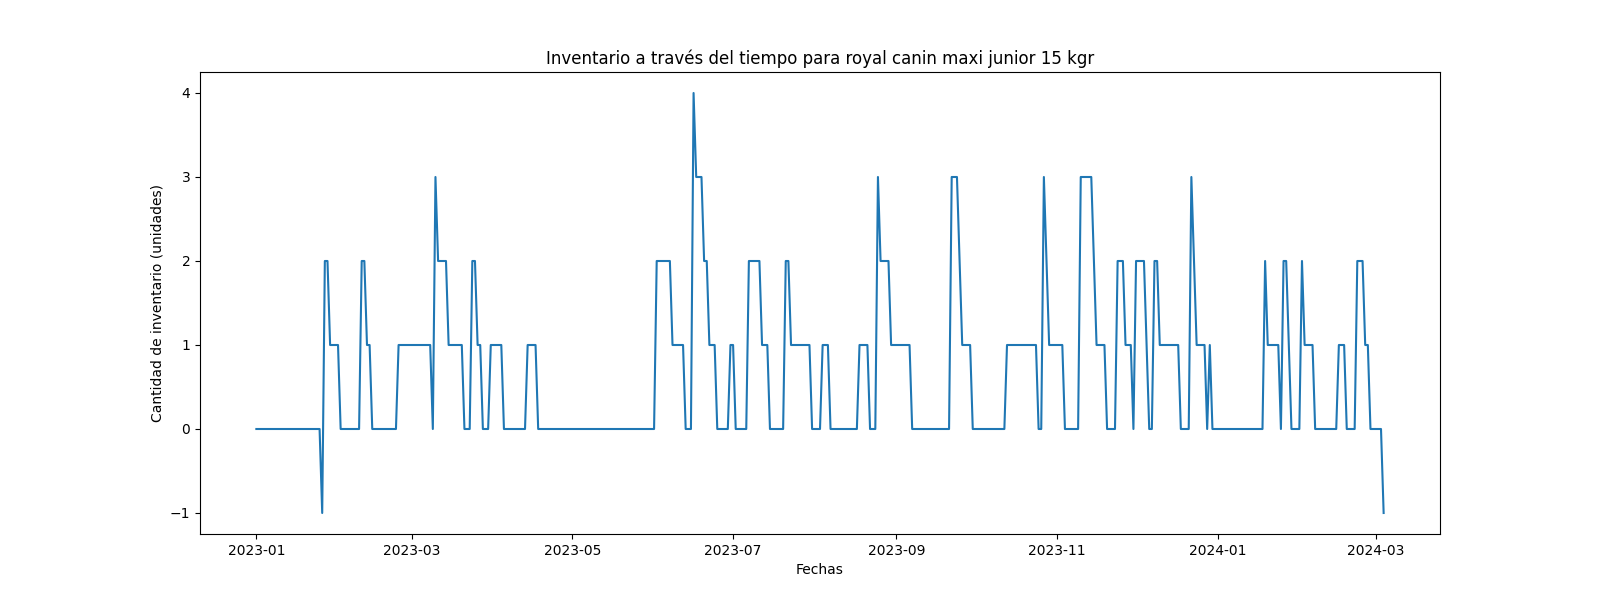 Inventario a través del tiempo para royal canin maxi junior 15 kgr
Cantidad de inventario (unidades)
4
3
2
1
0
−1
2023-01 2023-03 2023-05 2023-07 2023-09 2023-11 2024-01 2024-03
Fechas